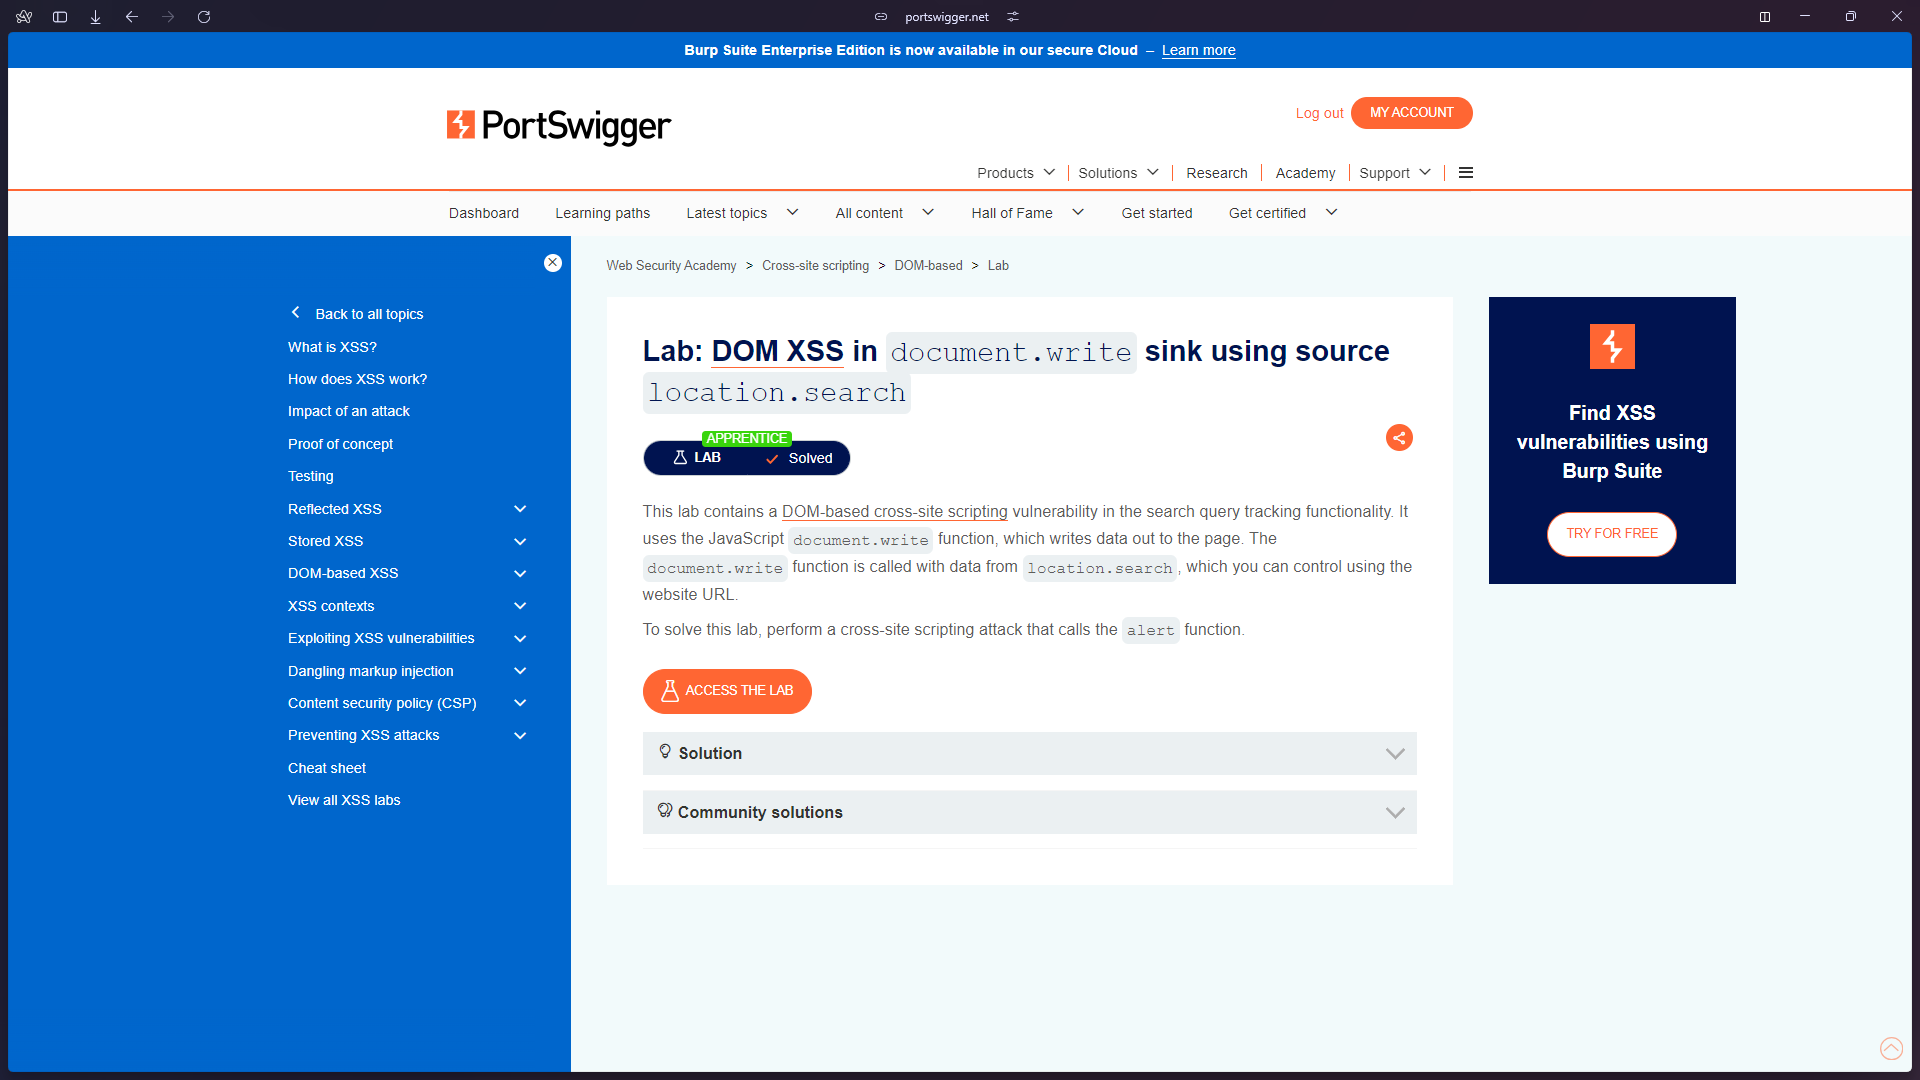 portswigger.net
Burp Suite Enterprise Edition is now available in our secure Cloud – Learn more
PortSwigger
Log out
MY ACCOUNT
Products
Solutions
Research
Academy
Support
Dashboard
Learning paths
Latest topics
All content
Hall of Fame
Get started
Get certified
Back to all topics
What is XSS?
How does XSS work?
Impact of an attack
Proof of concept
Testing
Reflected XSS
Stored XSS
DOM-based XSS
XSS contexts
Exploiting XSS vulnerabilities
Dangling markup injection
Content security policy (CSP)
Preventing XSS attacks
Cheat sheet
View all XSS labs
Web Security Academy > Cross-site scripting > DOM-based > Lab
Lab: DOM XSS in document.write sink using source
location.search
APPRENTICE
LAB
Solved
This lab contains a DOM-based cross-site scripting vulnerability in the search query tracking functionality. It
uses the JavaScript document.write function, which writes data out to the page. The
document.write function is called with data from location.search, which you can control using the
website URL.
To solve this lab, perform a cross-site scripting attack that calls the alert function.
ACCESS THE LAB
Solution
Community solutions
Find XSS
vulnerabilities using
Burp Suite
TRY FOR FREE